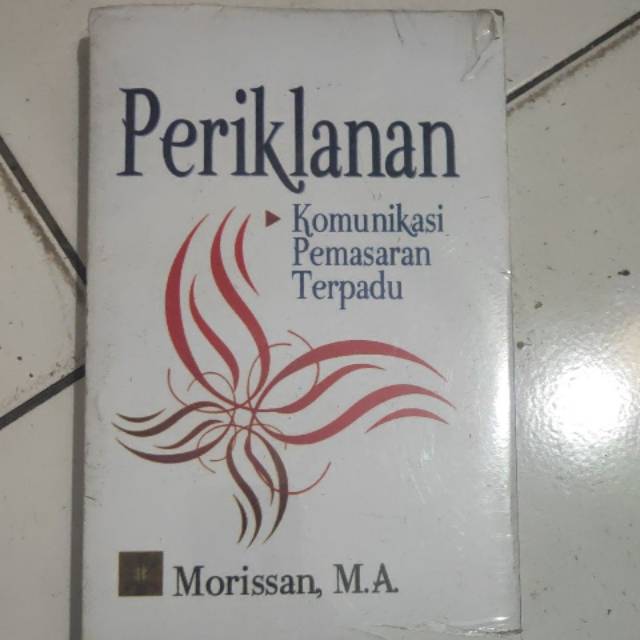 Periklanan
Komunikasi
Pemasaran
Terpadu
Morissan, M.A.